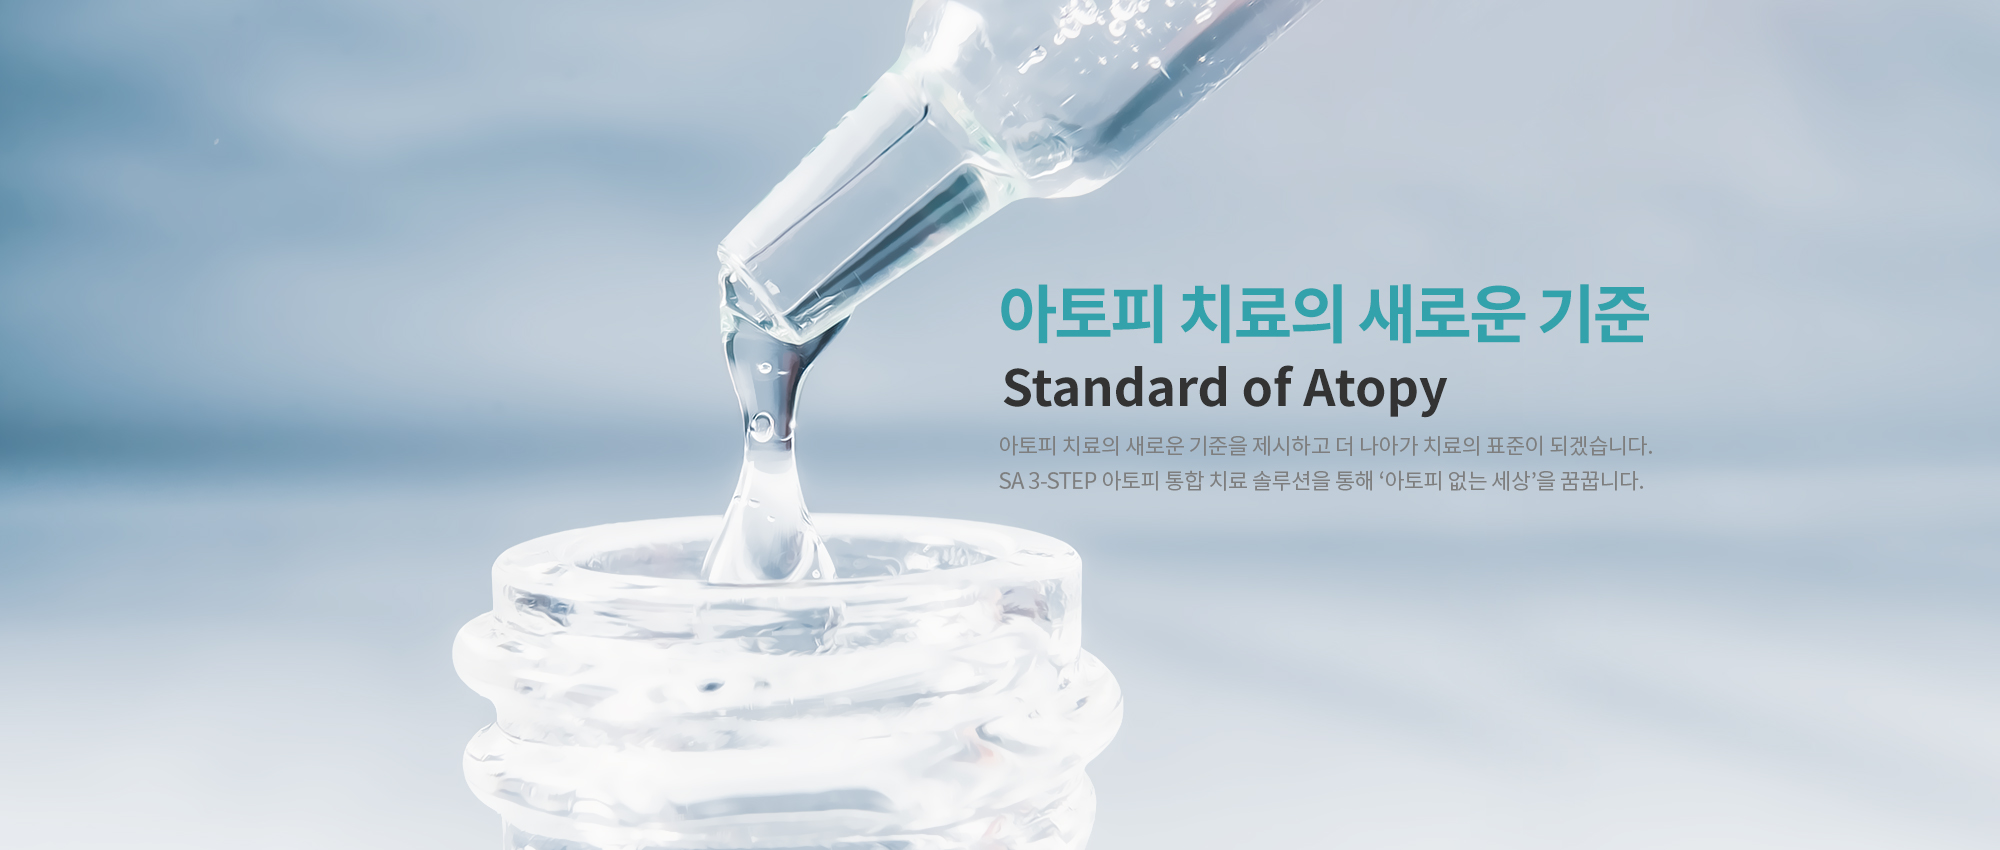 아토피 치료의 새로운 기준
Standard of Atopy
아토피 치료의 새로운 기준을 제시하고 더 나아가 치료의 표준이 되겠습니다.
SA 3-STEP 아토피 통합 치료 솔루션을 통해 ‘아토피 없는 세상’을 꿈꿉니다.